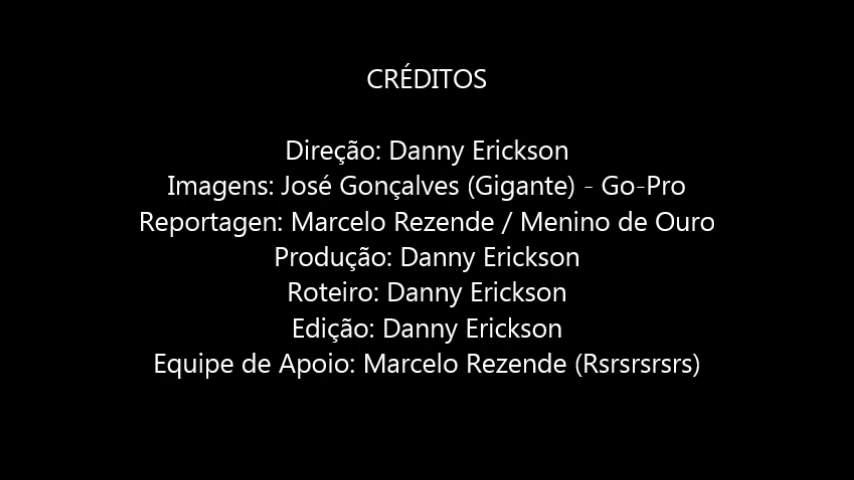 CRÉDITOS
Direção: Danny Erickson
Imagens: José Gonçalves (Gigante) - Go-Pro
Reportagen: Marcelo Rezende / Menino de Ouro
Produção: Danny Erickson
Roteiro: Danny Erickson
Edição: Danny Erickson
Equipe de Apoio: Marcelo Rezende (Rsrsrsrsrs)